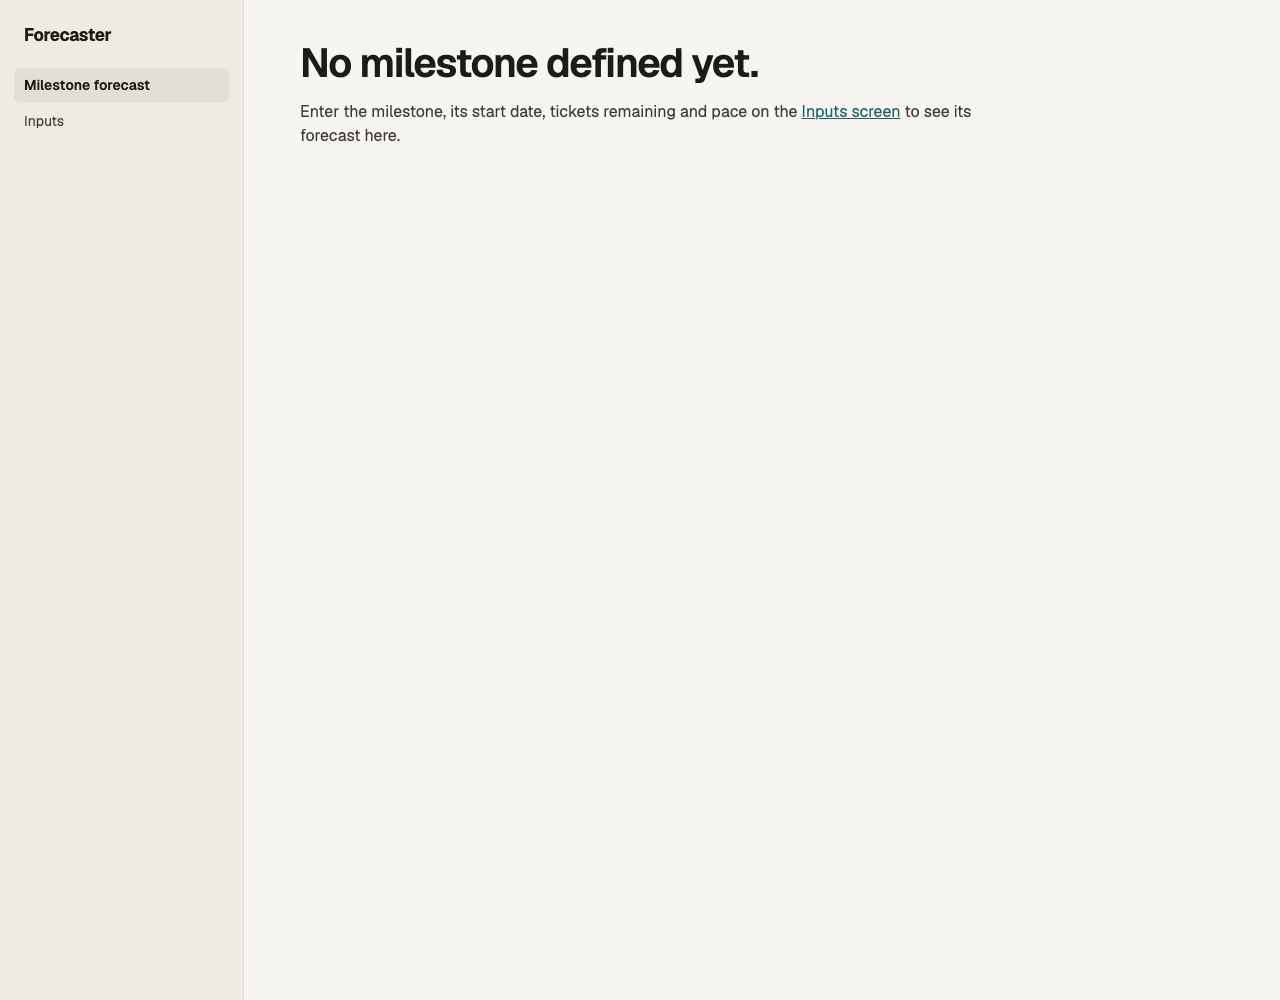 Forecaster
Milestone forecast
Inputs
No milestone defined yet.
Enter the milestone, its start date, tickets remaining and pace on the Inputs screen to see its
forecast here.